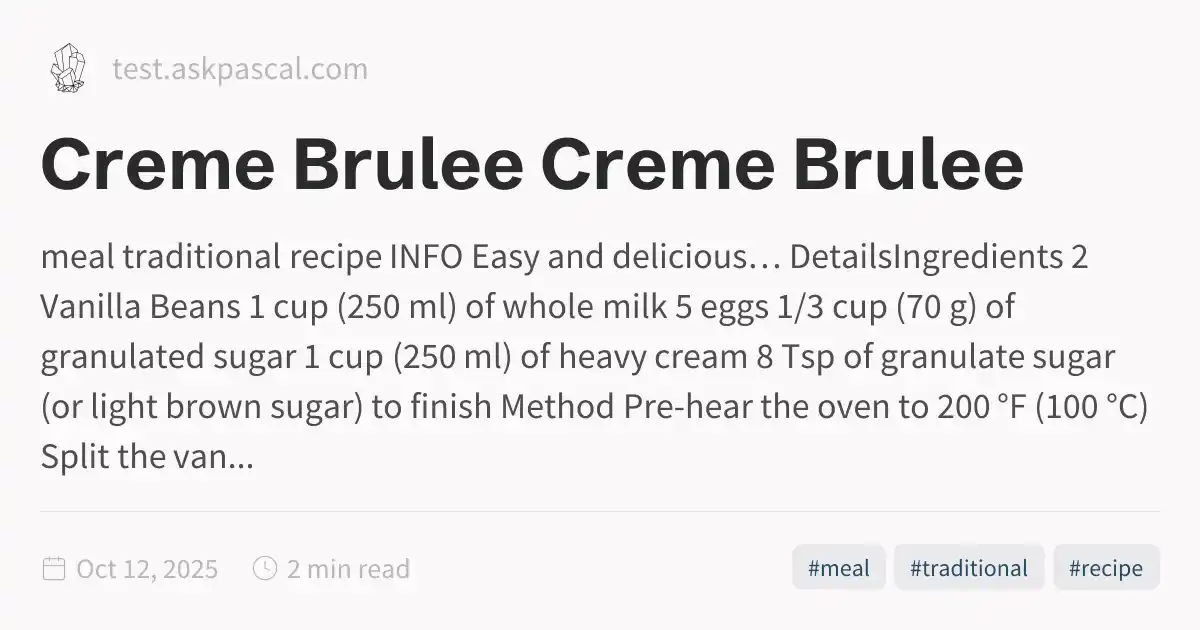 test.askpascal.com
Creme Brulee Creme Brulee
meal traditional recipe INFO Easy and delicious… DetailsIngredients 2
Vanilla Beans 1 cup (250 ml) of whole milk 5 eggs 1/3 cup (70 g) of
granulated sugar 1 cup (250 ml) of heavy cream 8 Tsp of granulate sugar
(or light brown sugar) to finish Method Pre-hear the oven to 200 °F (100 °C)
Split the van...
Oct 12, 2025 2 min read #meal #traditional #recipe